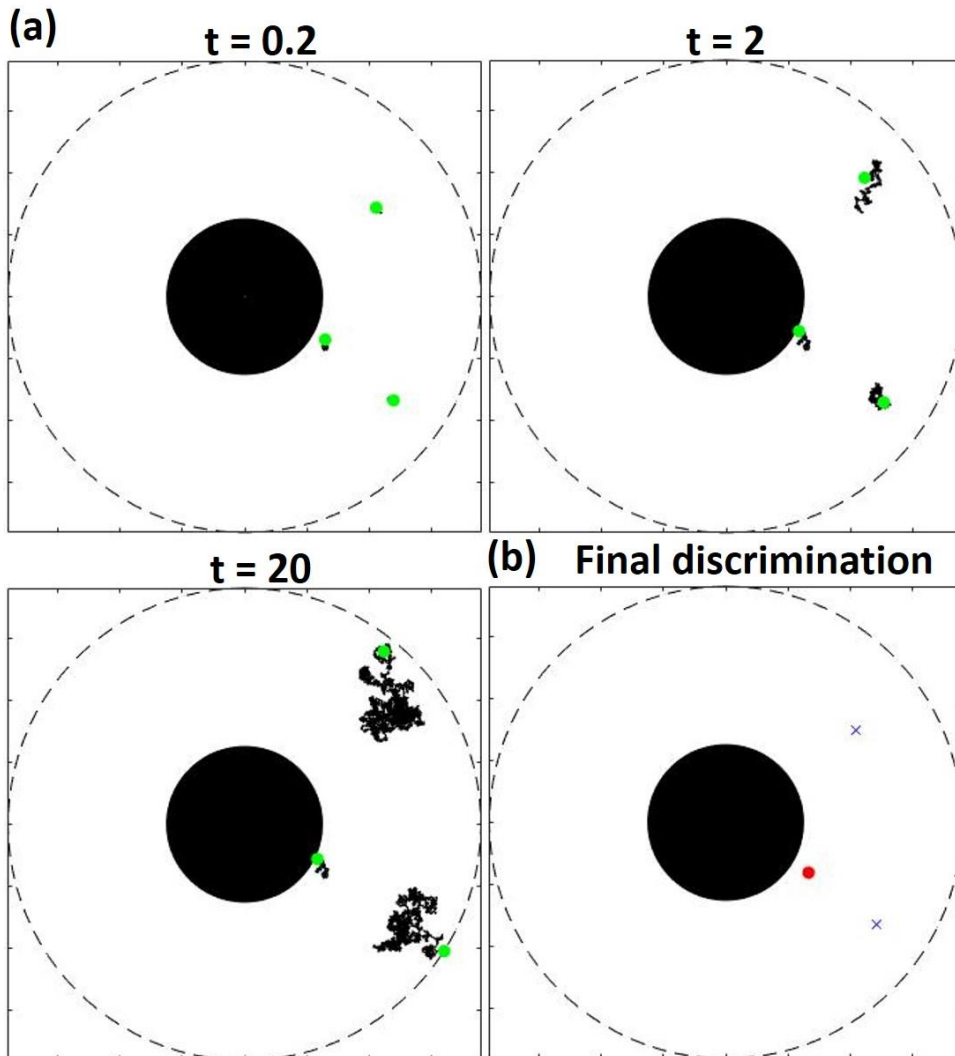 (a)
t = 0.2
t = 2
t = 20
(b) Final discrimination